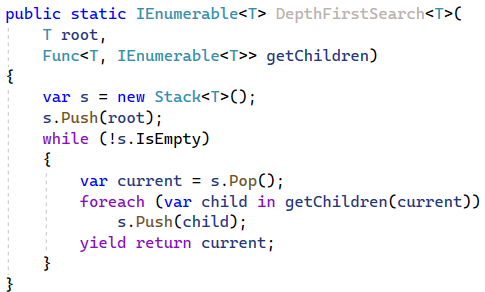 public static IEnumerable<T> DepthFirstSearch<T>(
    T root,
    Func<T, IEnumerable<T>> getChildren)
{
    var s = new Stack<T>();
    s.Push(root);
    while (!s.IsEmpty)
    {
        var current = s.Pop();
        foreach (var child in getChildren(current))
            s.Push(child);
        yield return current;
    }
}